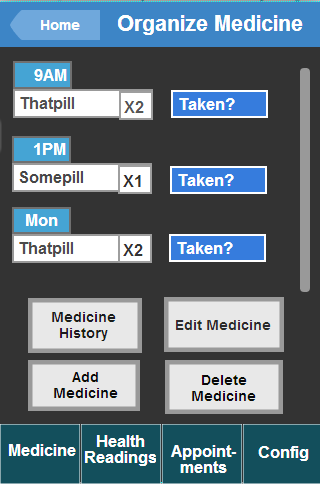 Home
Organize Medicine
9AM
Thatpill X2 Taken?
1PM
Somepill X1 Taken?
Mon
Thatpill X2 Taken?
Medicine
History
Edit Medicine
Add
Medicine
Delete
Medicine
Medicine
Health
Readings
Appoint-
ments
Config